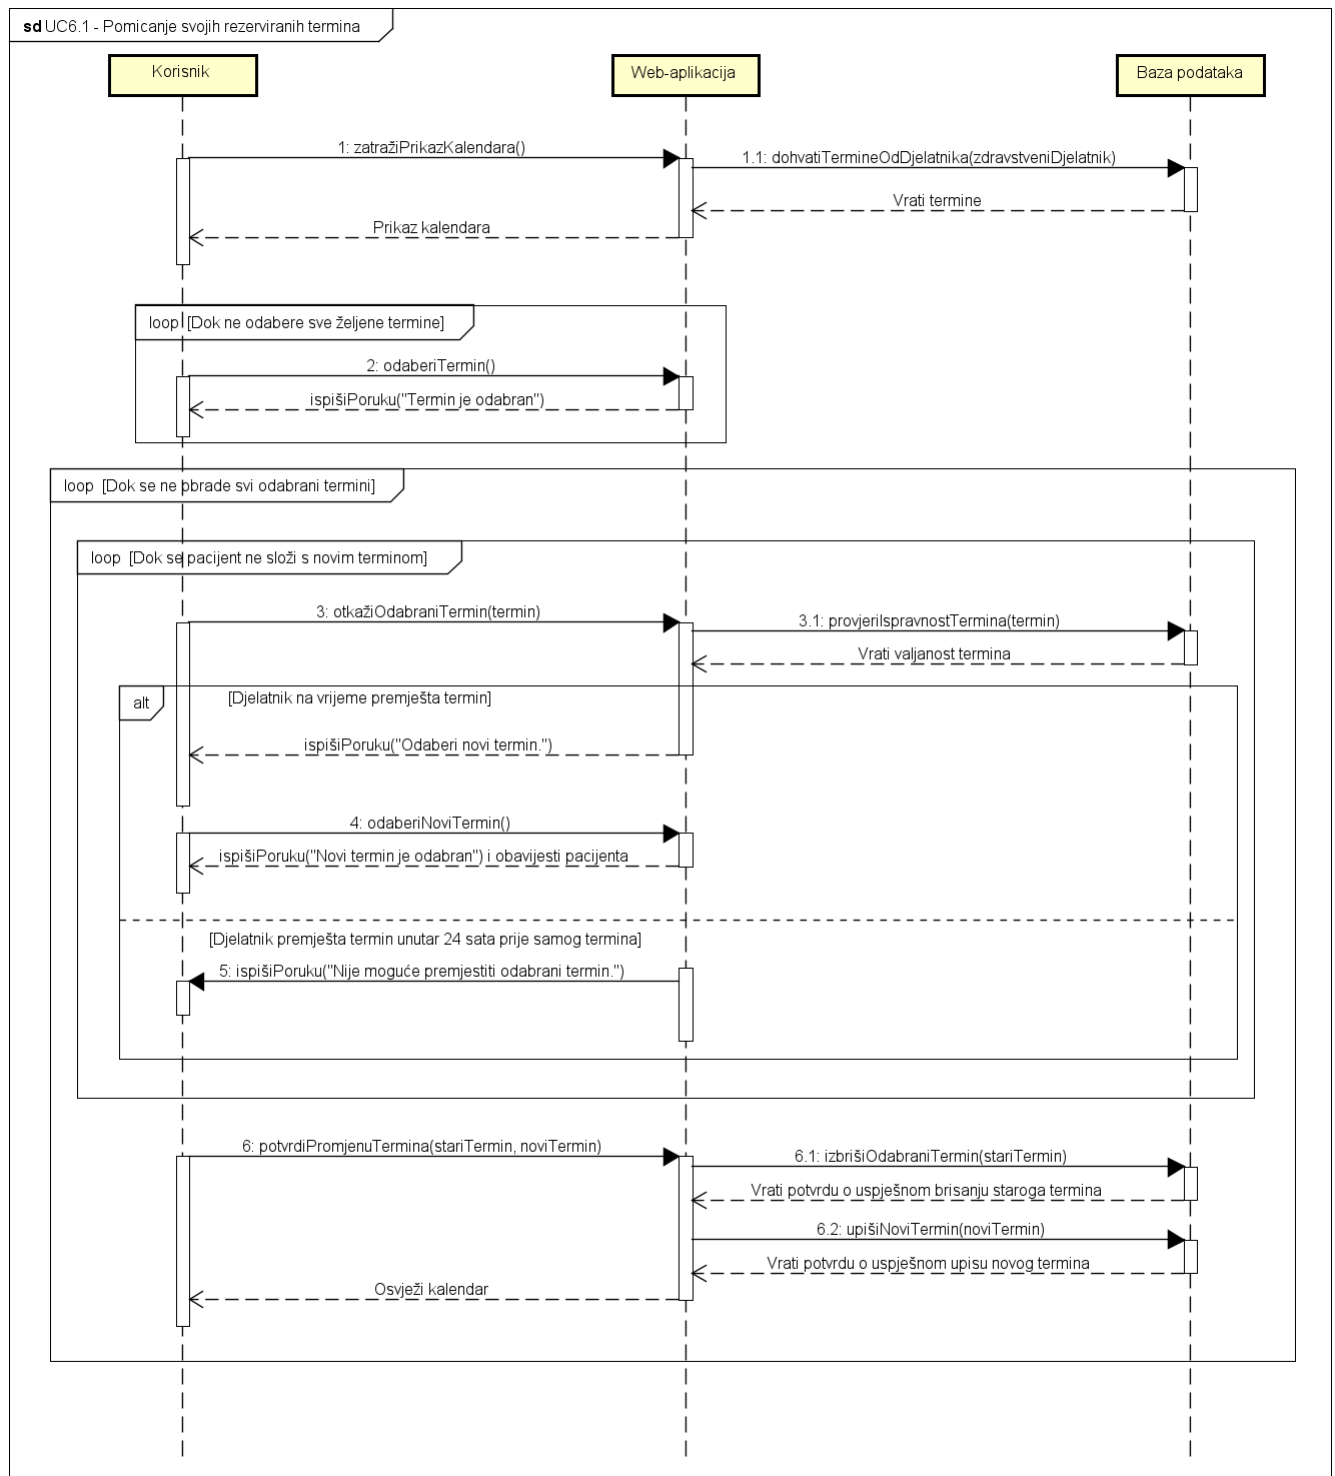 sd UC6.1 - Pomicanje svojih rezerviranih termina
Korisnik
Web-aplikacija
Baza podataka
1: zatražiPrikazKalendara()
1.1: dohvatiTermineOdDjelatnika(zdravstveniDjelatnik)
Vrati termine
Prikaz kalendara
loop [Dok ne odabere sve željene termine]
2: odaberiTermin()
ispišiPoruku("Termin je odabran")
loop [Dok se ne obrade svi odabrani termini]
loop [Dok se pacijent ne složi s novim terminom]
3: otkažiOdabraniTermin(termin)
3.1: provjeriIspravnostTermina(termin)
Vrati valjanost termina
alt
[Djelatnik na vrijeme premješta termin]
ispišiPoruku("Odaberi novi termin.")
4: odaberiNoviTermin()
ispišiPoruku("Novi termin je odabran") i obavijesti pacijenta
[Djelatnik premješta termin unutar 24 sata prije samog termina]
5: ispišiPoruku("Nije moguće premjestiti odabrani termin.")
6: potvrdiPromjenuTermina(stariTermin, noviTermin)
6.1: izbrišiOdabraniTermin(stariTermin)
Vrati potvrdu o uspješnom brisanju staroga termina
6.2: upišiNoviTermin(noviTermin)
Vrati potvrdu o uspješnom upisu novog termina
Osvježi kalendar